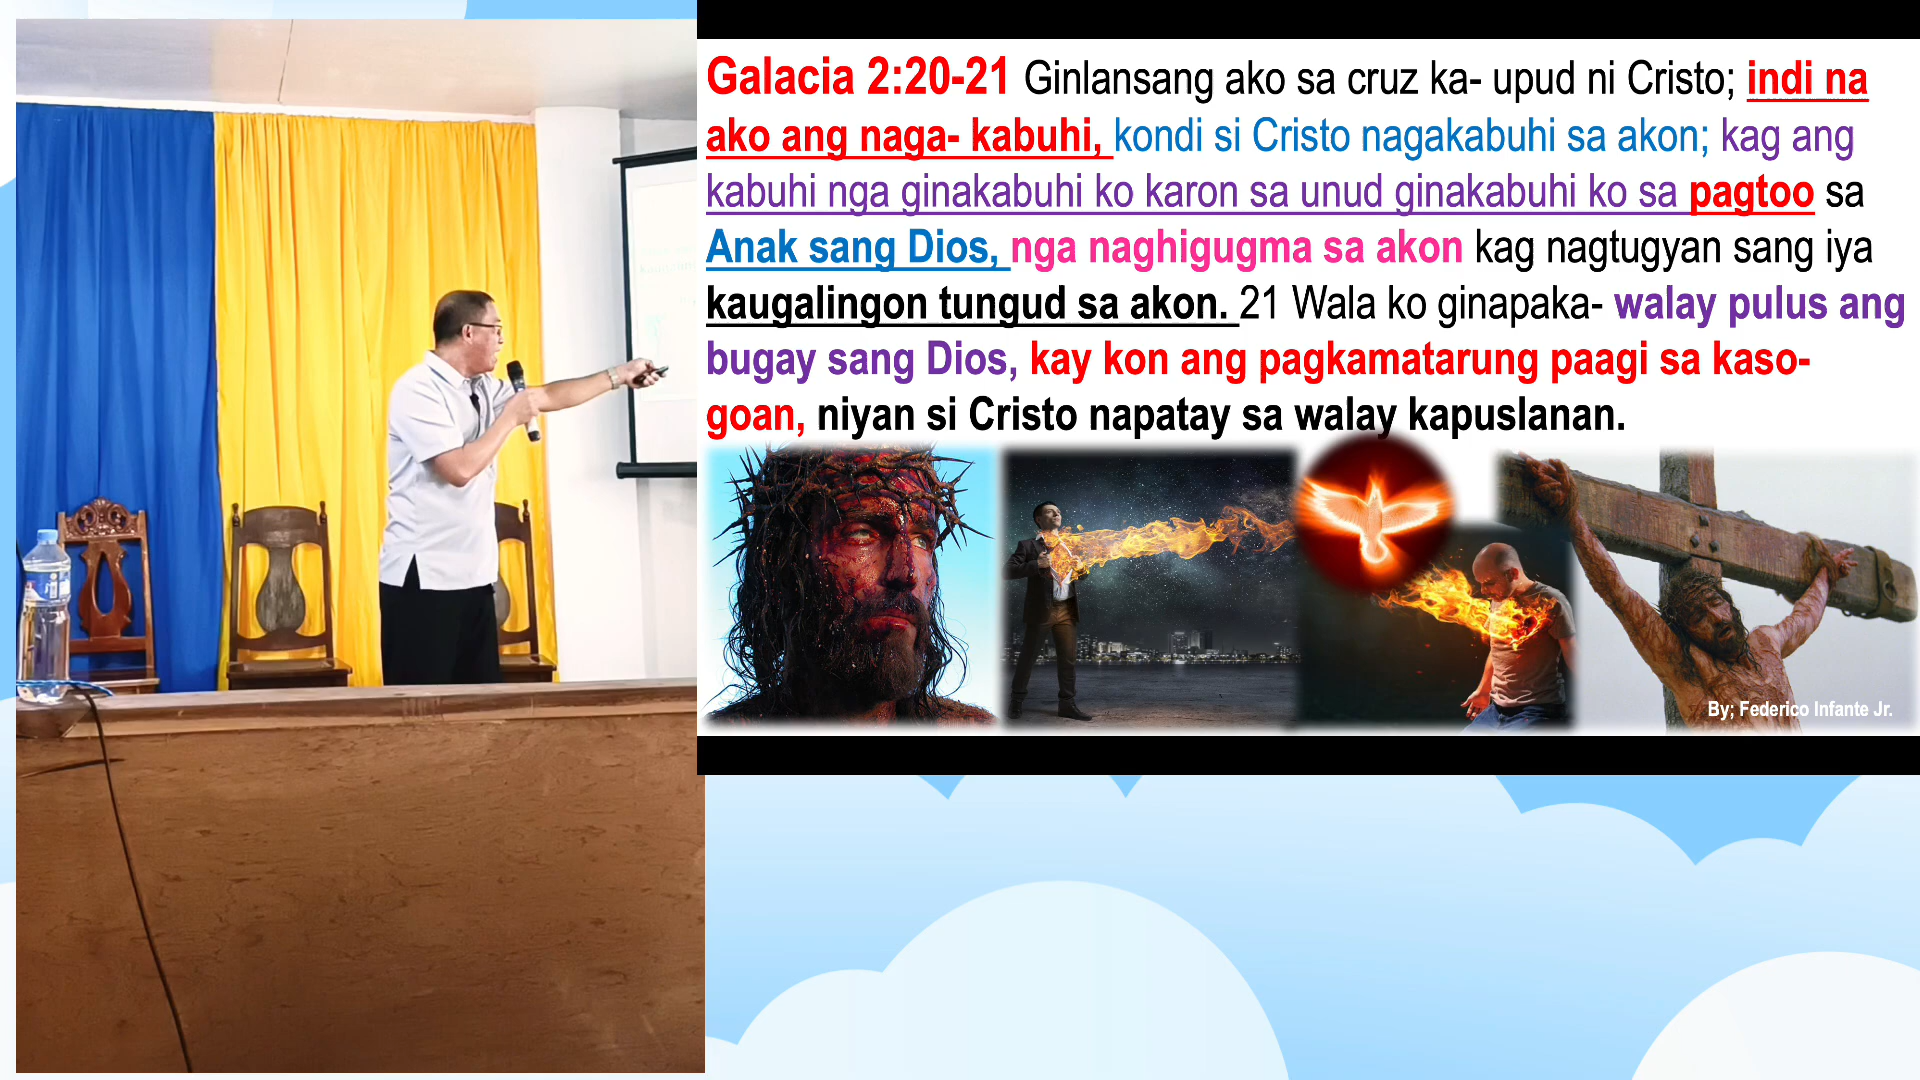 Galacia 2:20-21 Ginlansang ako sa cruz ka- upud ni Cristo; indi na
ako ang naga- kabuhi, kondi si Cristo nagakabuhi sa akon; kag ang
kabuhi nga ginakabuhi ko karon sa unud ginakabuhi ko sa pagtoo sa
Anak sang Dios, nga naghigugma sa akon kag nagtugyan sang iya
kaugalingon tungud sa akon. 21 Wala ko ginapaka- walay pulus ang
bugay sang Dios, kay kon ang pagkamatarung paagi sa kaso-
goan, niyan si Cristo napatay sa walay kapuslanan.
By; Federico Infante Jr.